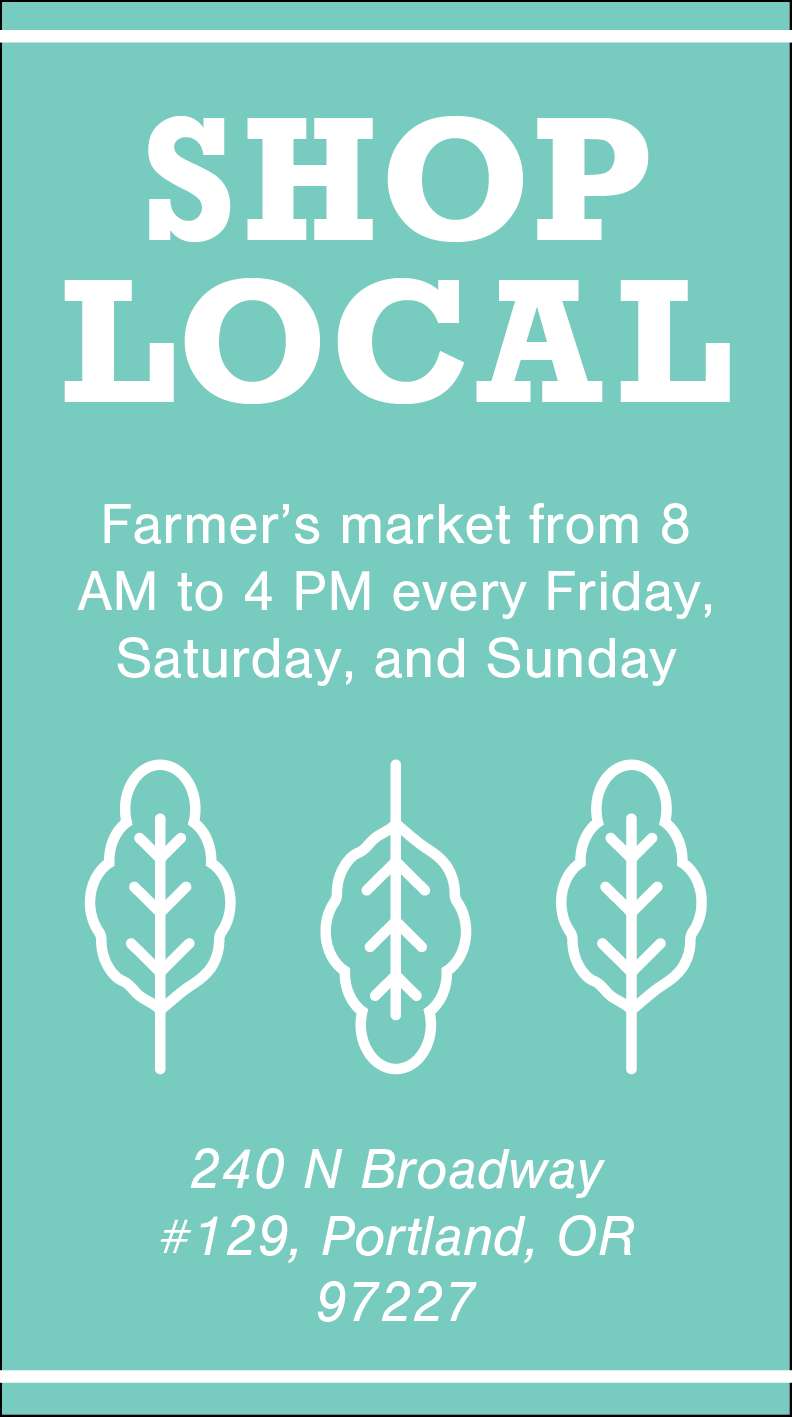 SHOP
LOCAL
Farmer’s market from 8
AM to 4 PM every Friday,
Saturday, and Sunday
240 N Broadway
#129, Portland, OR
97227